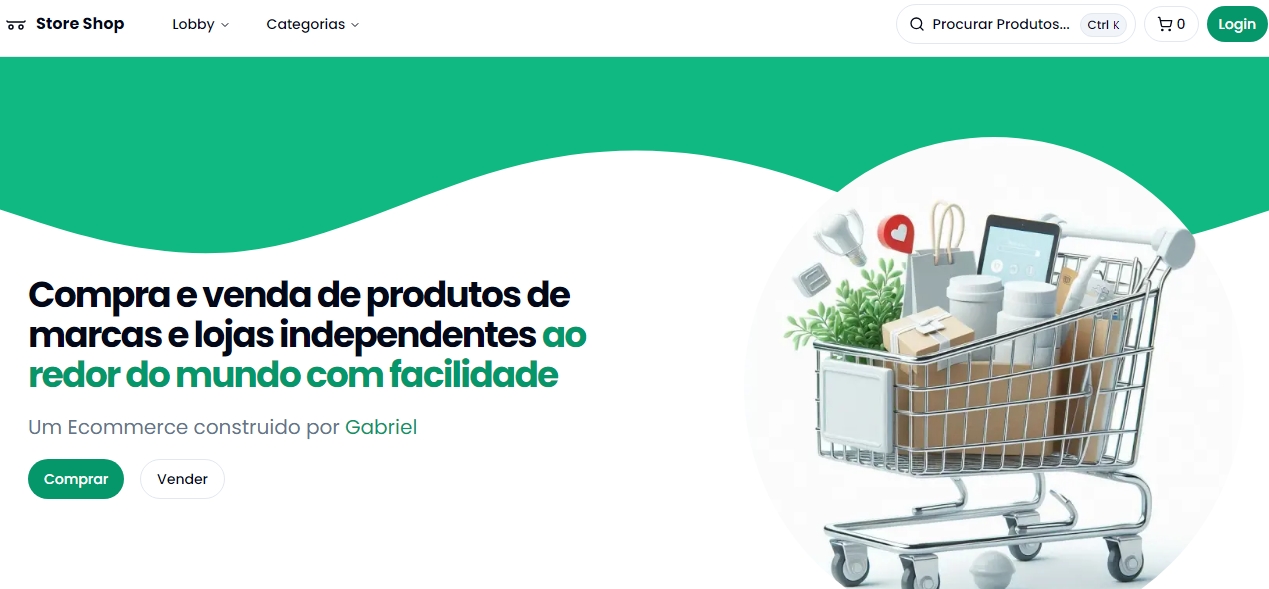 Store Shop
Lobby
Categorias
Procurar Produtos...
Ctrl K
0
Login
Compra e venda de produtos de
marcas e lojas independentes ao
redor do mundo com facilidade
Um Ecommerce construido por Gabriel
Comprar
Vender